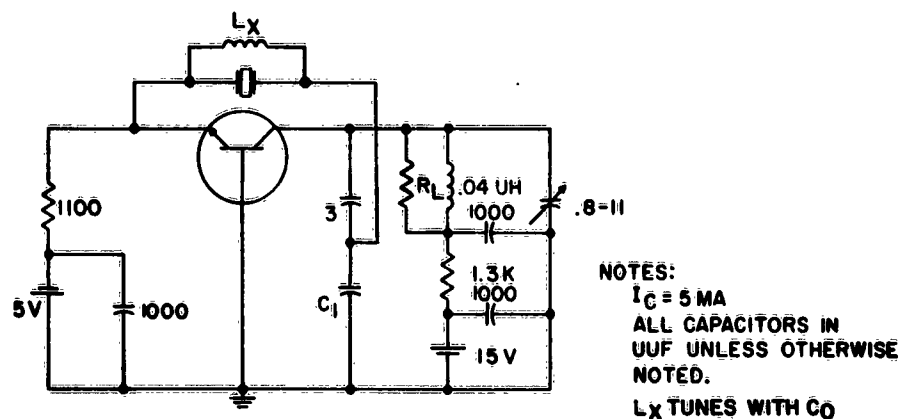 LX
1100
5V
1000
3
C1
RL
.04 UH
1000
.8-11
1.3K
1000
15 V
NOTES:
IC = 5 MA
ALL CAPACITORS IN
UUF UNLESS OTHERWISE
NOTED.
LX TUNES WITH CO